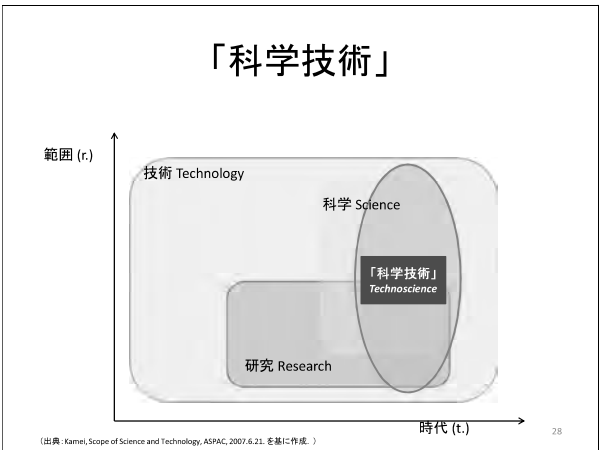 「科学技術」
範囲 (r.)
技術 Technology
科学 Science
「科学技術」
Technoscience
研究 Research
時代 (t.)
28
（出典：Kamei, Scope of Science and Technology, ASPAC, 2007.6.21. を基に作成. ）